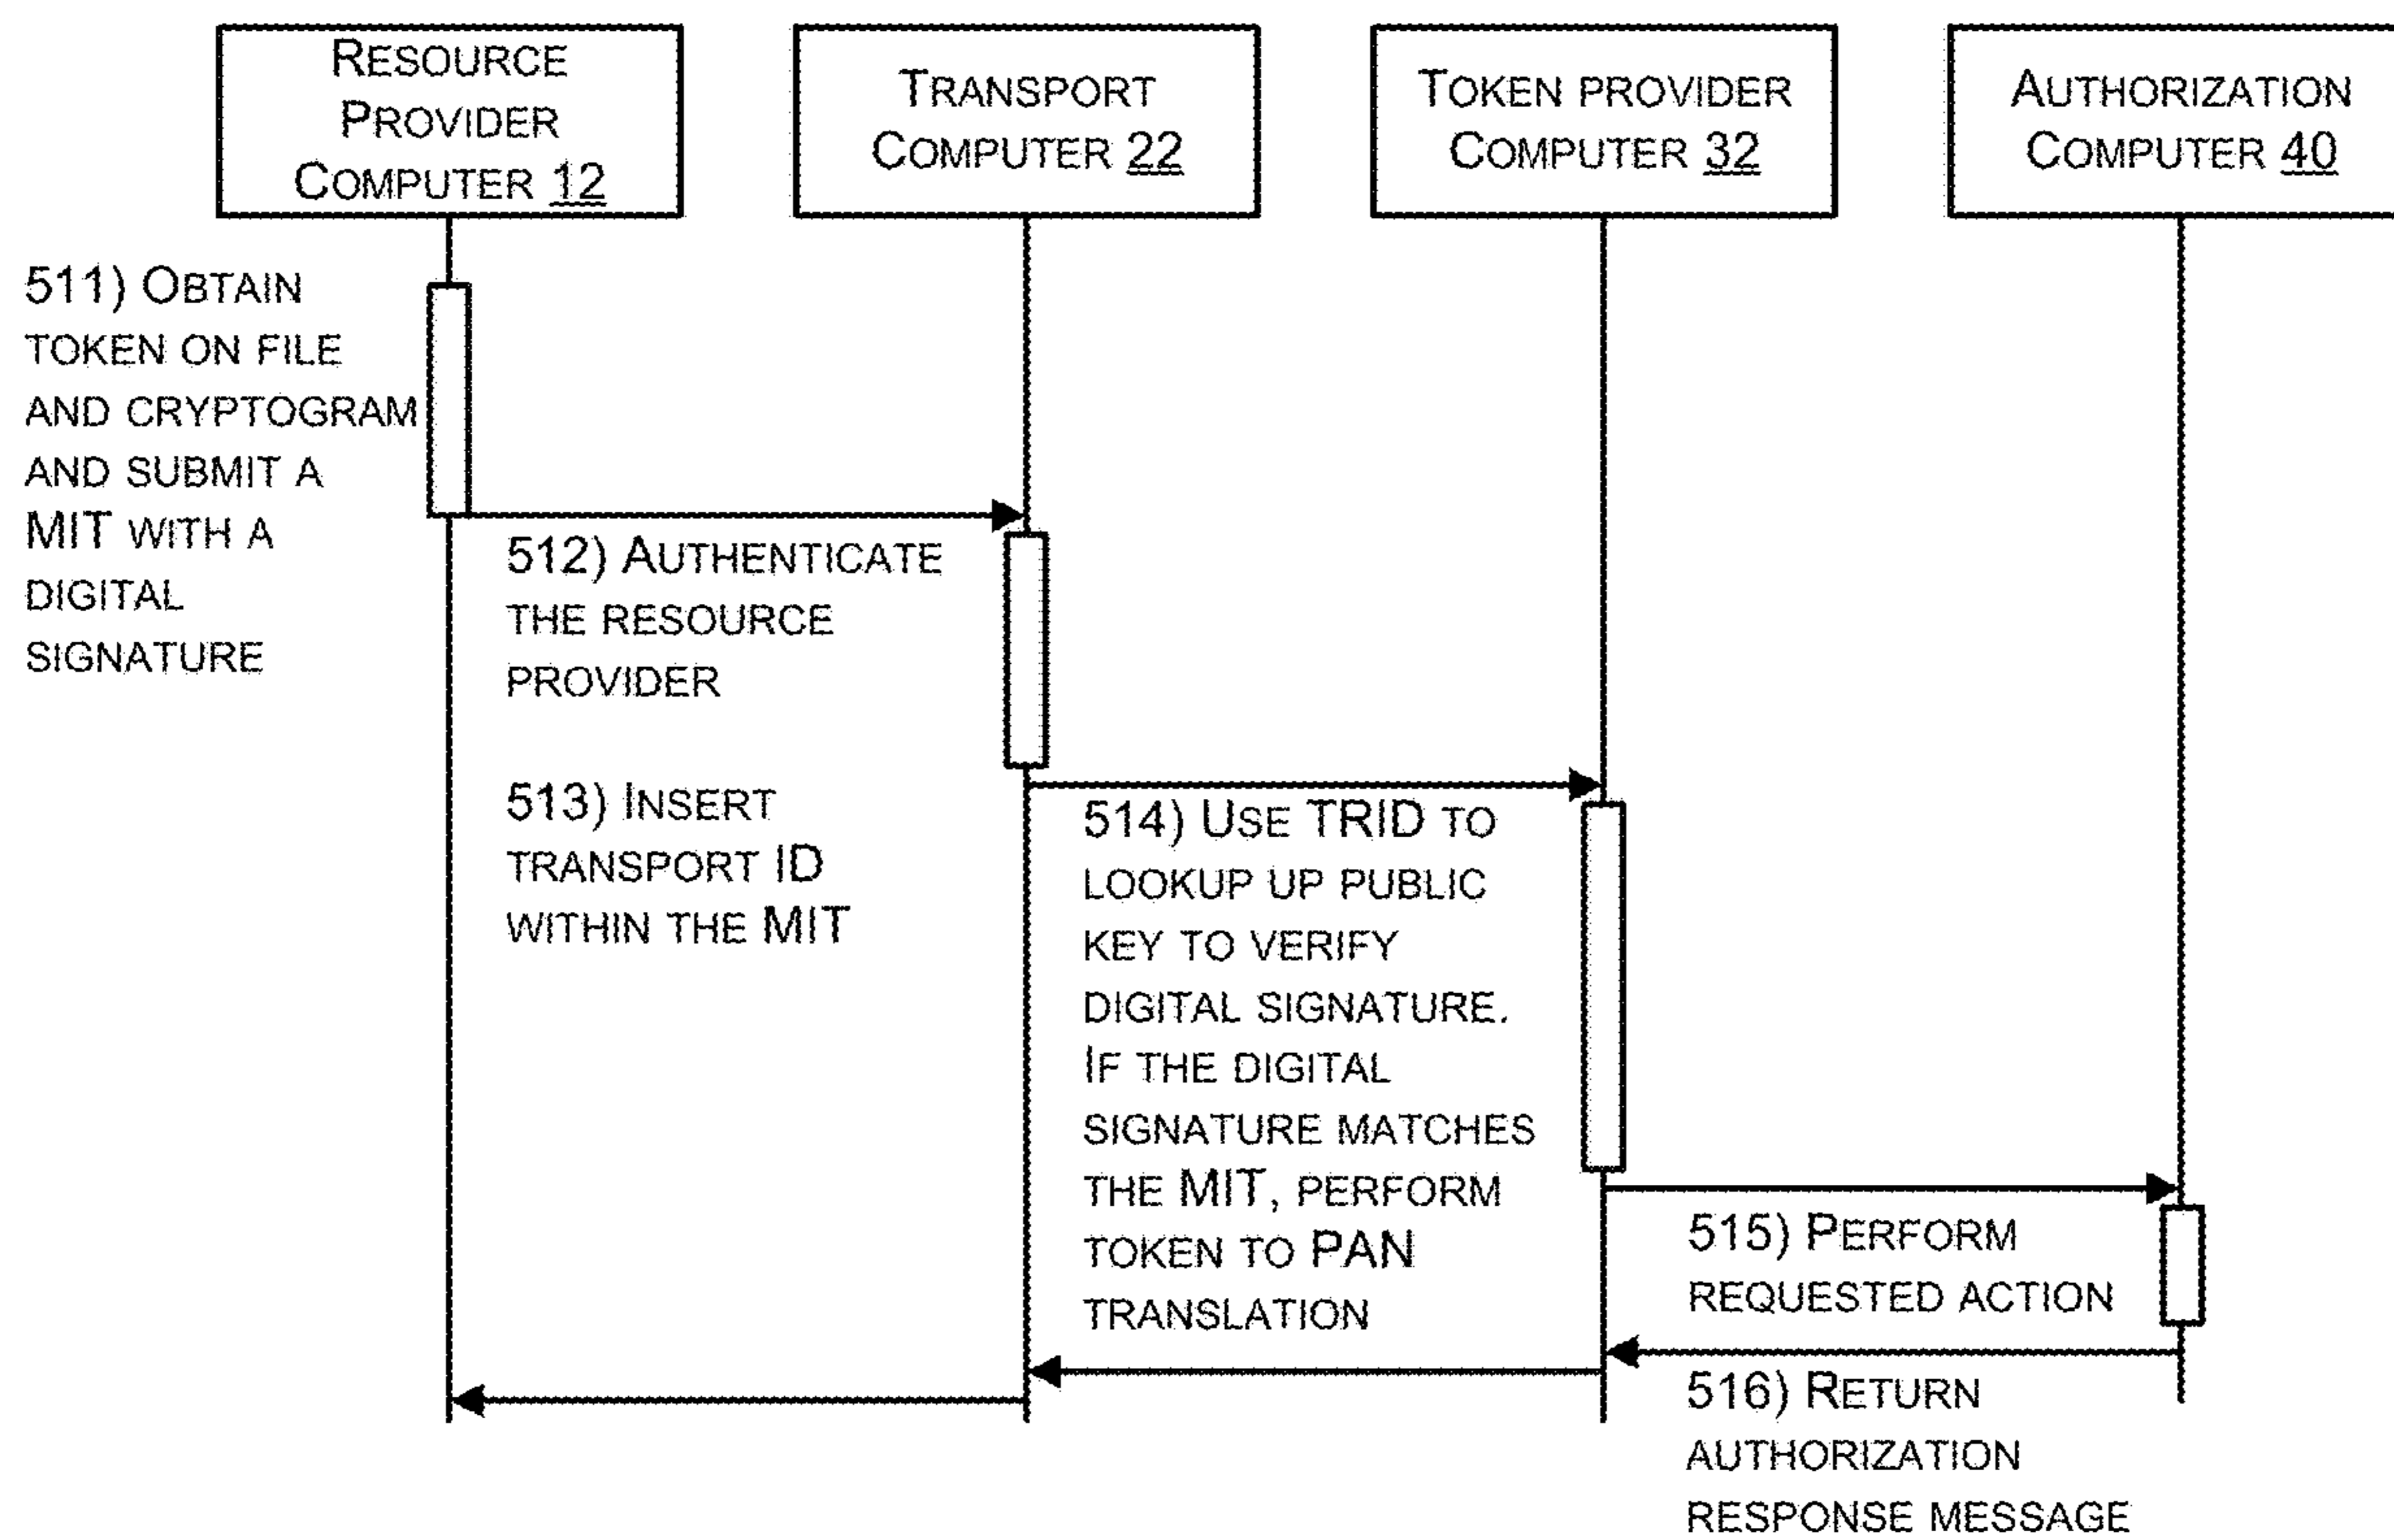 RESOURCE
PROVIDER
COMPUTER 12
TRANSPORT
COMPUTER 22
TOKEN PROVIDER
COMPUTER 32
AUTHORIZATION
COMPUTER 40
511) OBTAIN
TOKEN ON FILE
AND CRYPTOGRAM
AND SUBMIT A
MIT WITH A
DIGITAL
SIGNATURE
512) AUTHENTICATE
THE RESOURCE
PROVIDER
513) INSERT
TRANSPORT ID
WITHIN THE MIT
514) USE TRID TO
LOOKUP UP PUBLIC
KEY TO VERIFY
DIGITAL SIGNATURE.
IF THE DIGITAL
SIGNATURE MATCHES
THE MIT, PERFORM
TOKEN TO PAN
TRANSLATION
515) PERFORM
REQUESTED ACTION
516) RETURN
AUTHORIZATION
RESPONSE MESSAGE